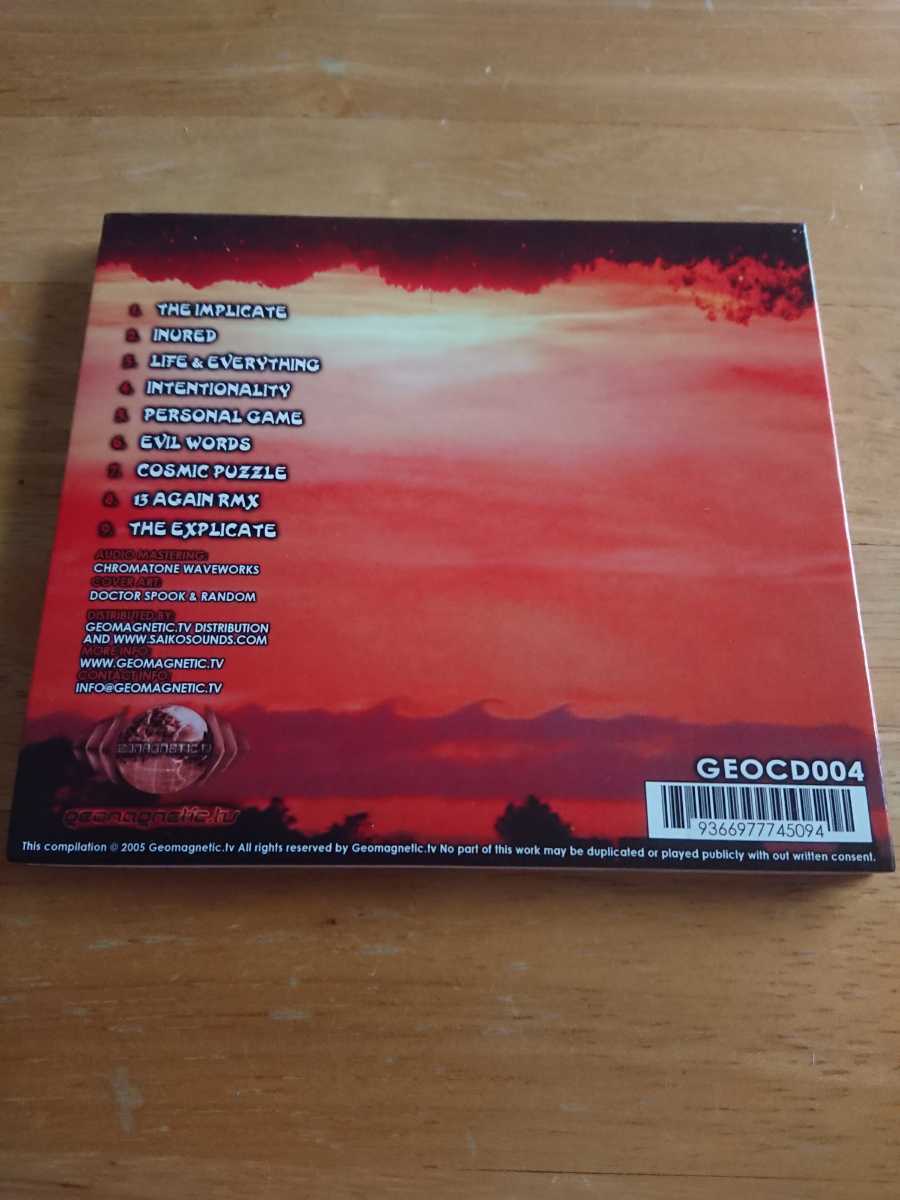 1. THE IMPLICATE
2. INURED
3. LIFE & EVERYTHING
4. INTENTIONALITY
5. PERSONAL GAME
6. EVIL WORDS
7. COSMIC PUZZLE
8. 13 AGAIN RMX
9. THE EXPLICATE
AUDIO MASTERING:
CHROMATONE WAVEWORKS
COVER ART:
DOCTOR SPOOK & RANDOM
DISTRIBUTED BY:
GEOMAGNETIC.TV DISTRIBUTION
AND WWW.SAIKOSOUNDS.COM
MORE INFO:
WWW.GEOMAGNETIC.TV
CONTACT INFO:
INFO@GEOMAGNETIC.TV
GEOMAGNETIC.TV
geomagnetic.tv
GEOCD004
9366977745094
This compilation © 2005 Geomagnetic.tv All rights reserved by Geomagnetic.tv No part of this work may be duplicated or played publicly with out written consent.